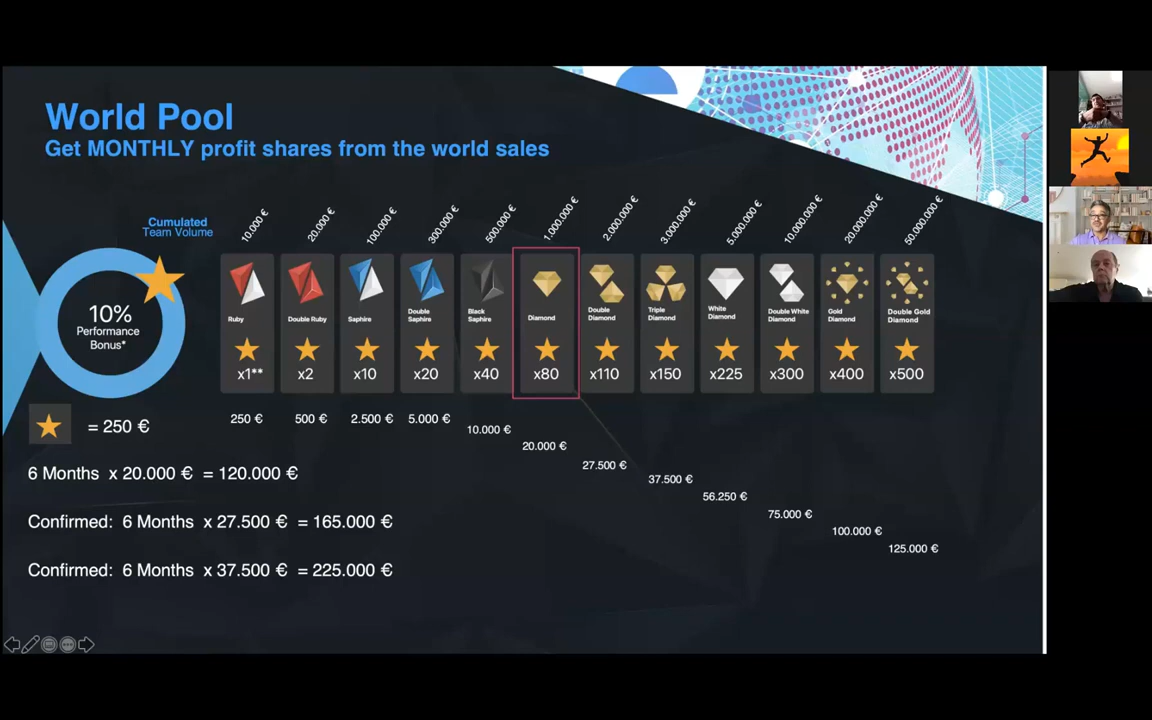 World Pool
Get MONTHLY profit shares from the world sales
Cumulated
Team Volume
10.000 €
20.000 €
100.000 €
300.000 €
500.000 €
1.000.000 €
2.000.000 €
3.000.000 €
5.000.000 €
10.000.000 €
20.000.000 €
50.000.000 €
10%
Performance
Bonus*
Ruby
x1**
Double Ruby
x2
Saphire
x10
Double
Saphire
x20
Black
Saphire
x40
Diamond
x80
Double
Diamond
x110
Triple
Diamond
x150
White
Diamond
x225
Double White
Diamond
x300
Gold
Diamond
x400
Double Gold
Diamond
x500
= 250 €
250 €
500 €
2.500 €
5.000 €
10.000 €
20.000 €
27.500 €
37.500 €
56.250 €
75.000 €
100.000 €
125.000 €
6 Months x 20.000 € = 120.000 €
Confirmed: 6 Months x 27.500 € = 165.000 €
Confirmed: 6 Months x 37.500 € = 225.000 €